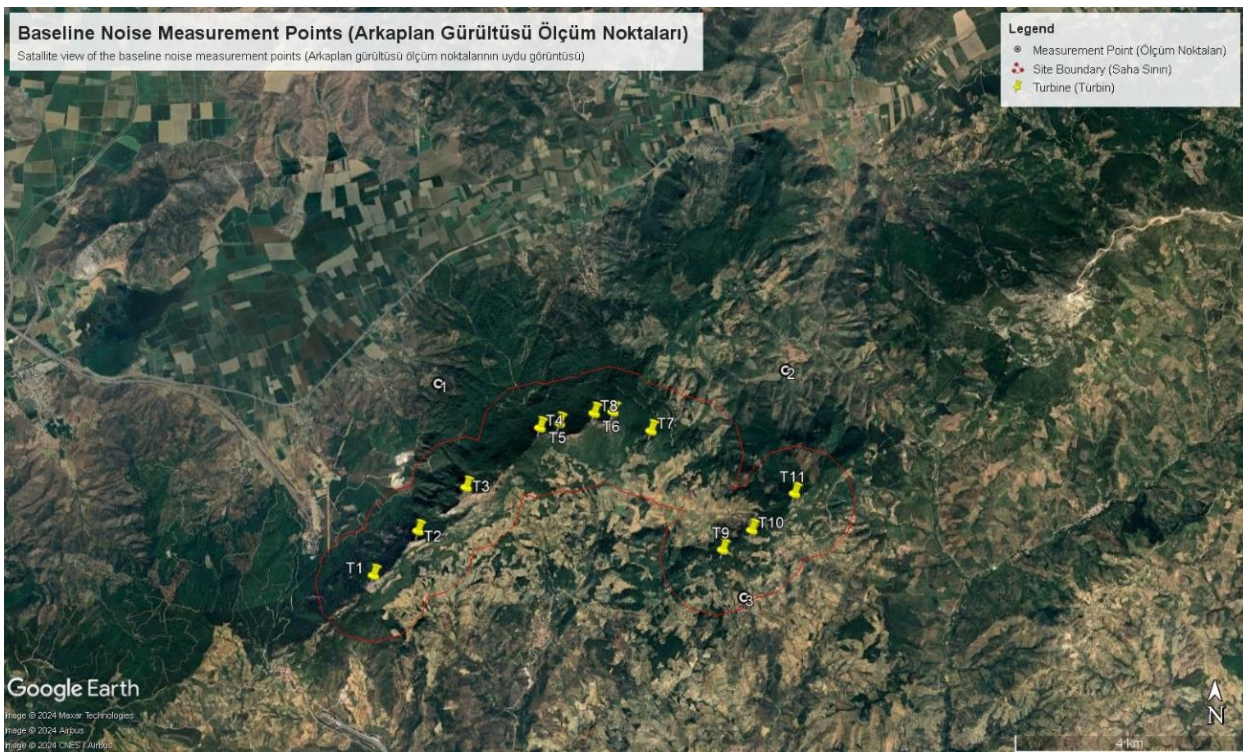 Baseline Noise Measurement Points (Arkaplan Gürültüsü Ölçüm Noktaları)
Satallite view of the baseline noise measurement points (Arkaplan gürültüsü ölçüm noktalarının uydu görüntüsü)
Legend
Measurement Point (Ölçüm Noktaları)
Site Boundary (Saha Sınırı)
Turbine (Türbin)
1
2
T8
T4
T6
T7
T5
T3
T11
T2
T10
T9
T1
3
Google Earth
Image © 2024 Maxar Technologies
Image © 2024 Airbus
Image © 2024 CNES / Airbus
N
4 km